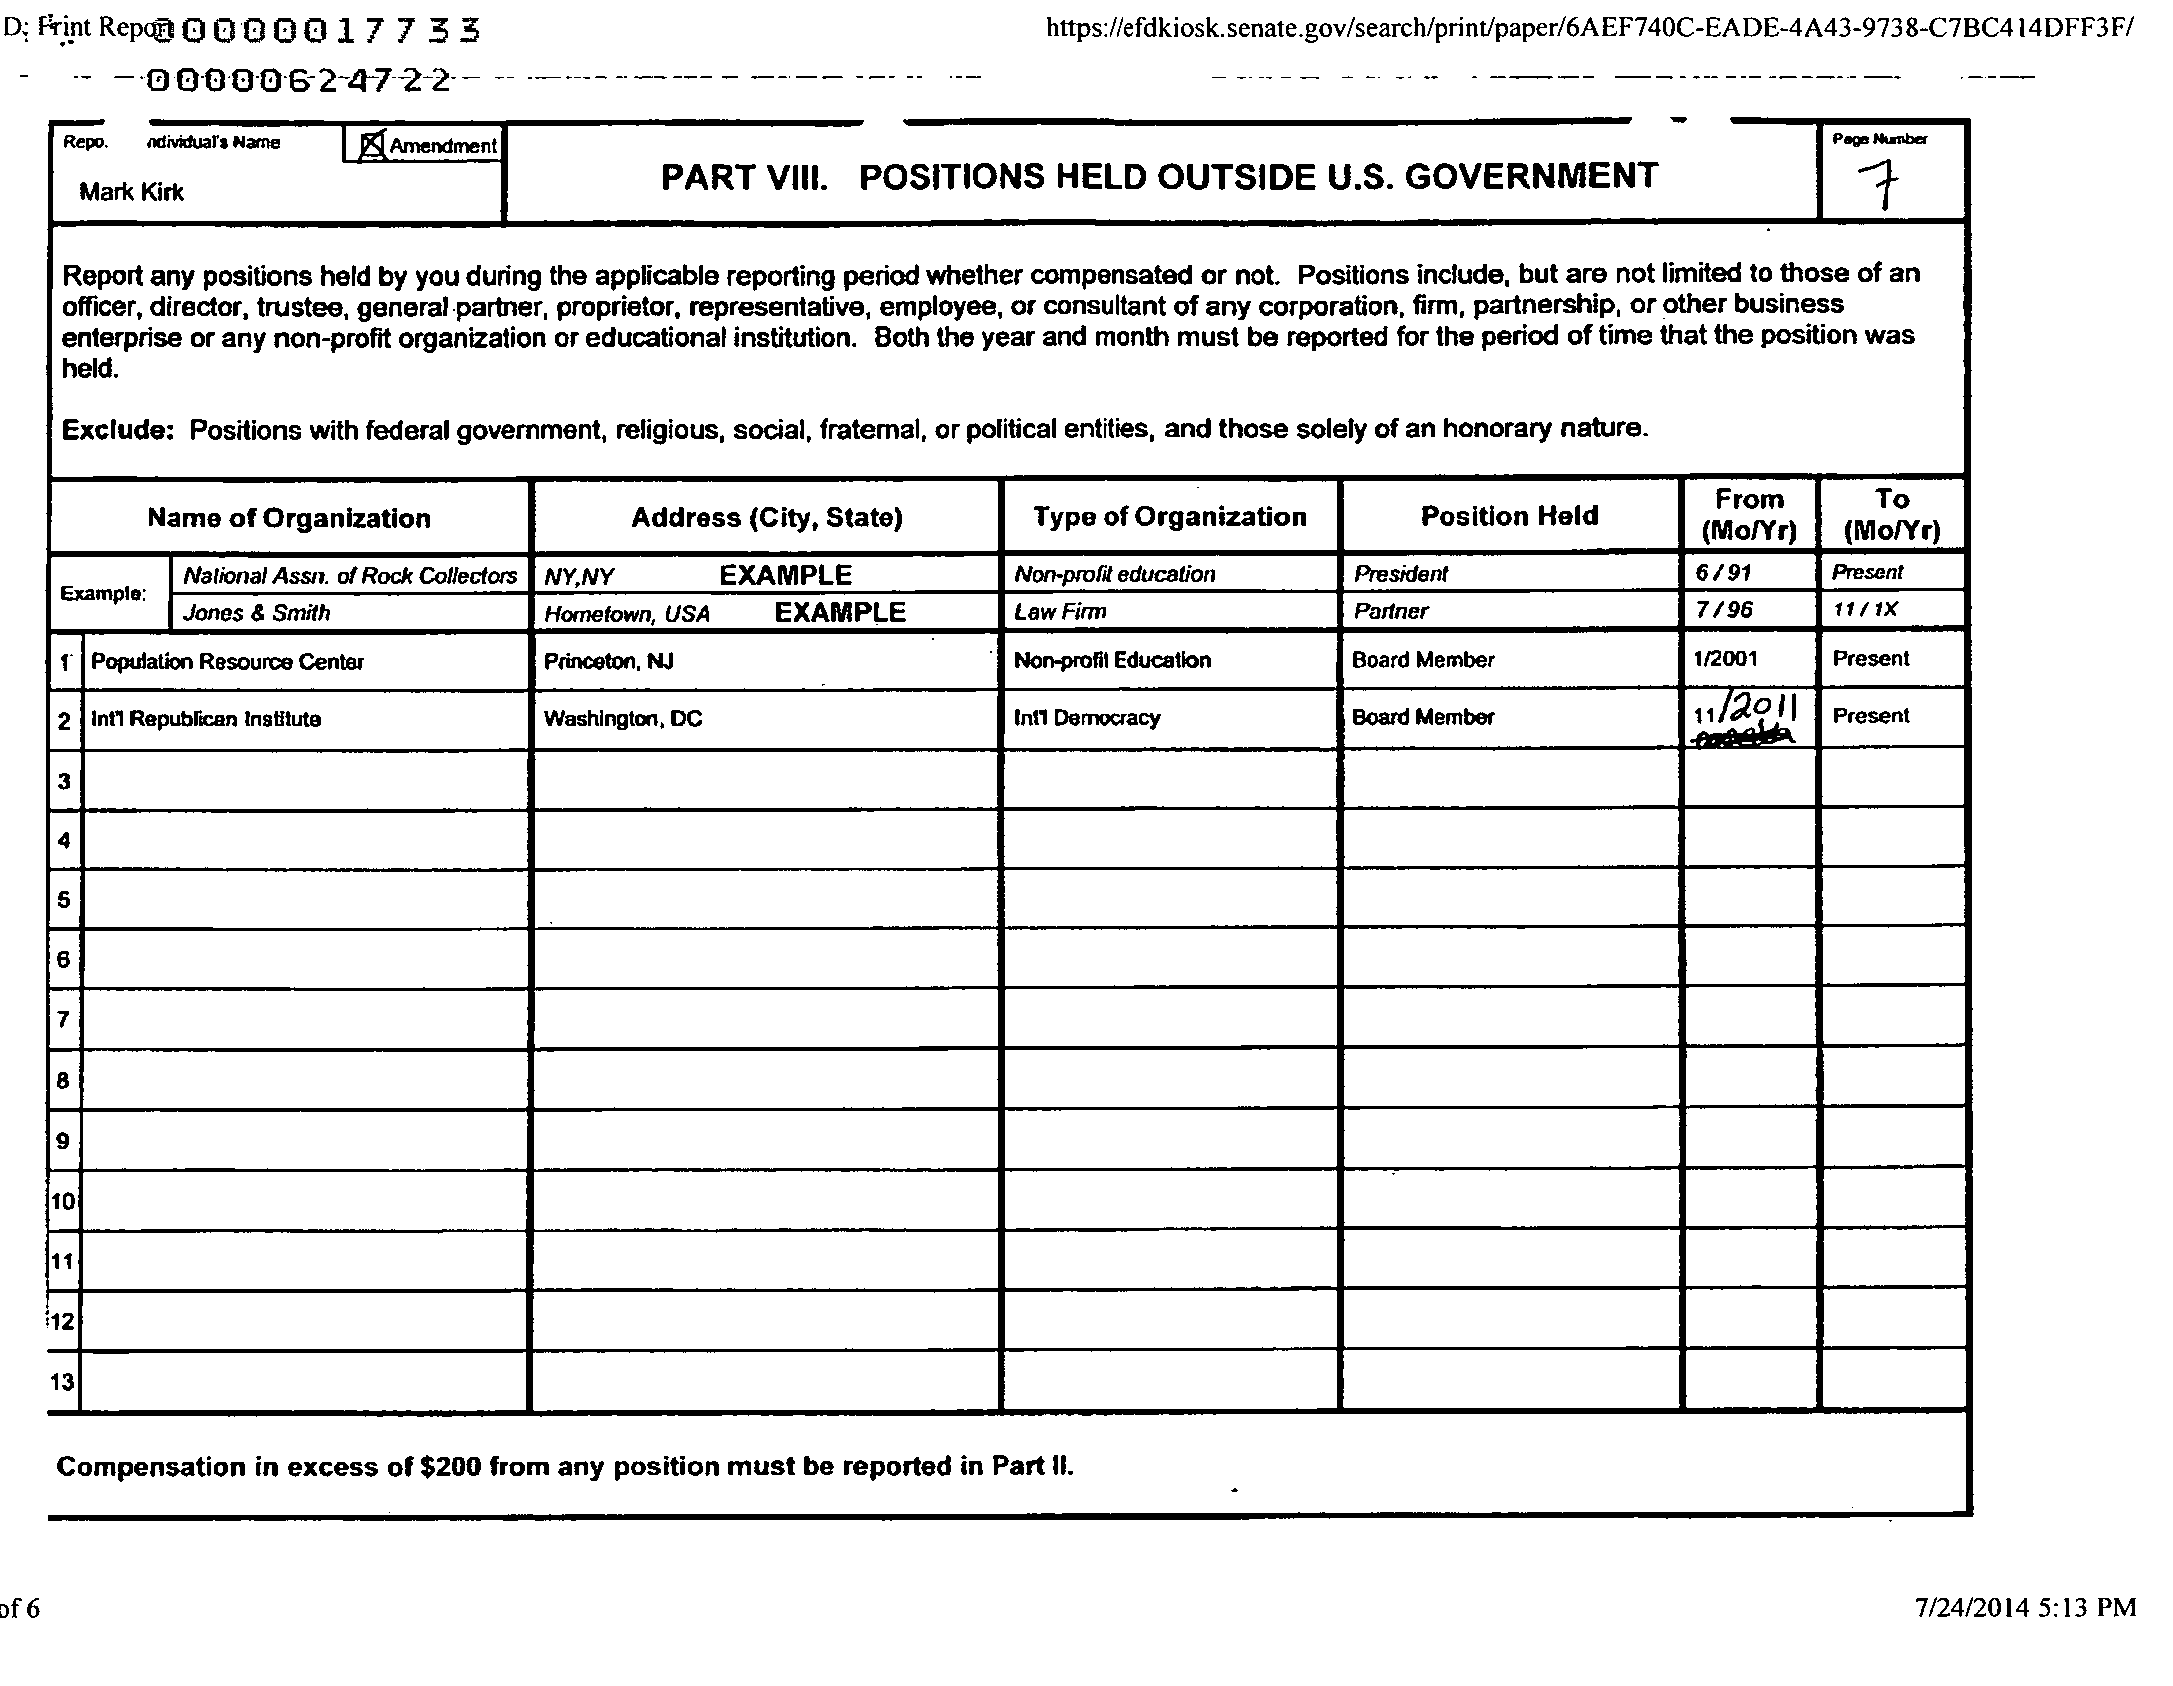 D: Print Report 00000017733 https://efdkiosk.senate.gov/search/print/paper/6AEF740C-EADE-4A43-9738-C7BC414DFF3F/
00000624722
Repo. ndividual's Name Amendment
Mark Kirk
PART VIII. POSITIONS HELD OUTSIDE U.S. GOVERNMENT
Page Number
7
Report any positions held by you during the applicable reporting period whether compensated or not. Positions include, but are not limited to those of an
officer, director, trustee, general partner, proprietor, representative, employee, or consultant of any corporation, firm, partnership, or other business
enterprise or any non-profit organization or educational institution. Both the year and month must be reported for the period of time that the position was
held.
Exclude: Positions with federal government, religious, social, fraternal, or political entities, and those solely of an honorary nature.
Name of Organization Address (City, State) Type of Organization Position Held From (Mo/Yr) To (Mo/Yr)
Example: National Assn. of Rock Collectors NY,NY EXAMPLE Non-profit education President 6/91 Present
Jones & Smith Hometown, USA EXAMPLE Law Firm Partner 7/96 11/1X
1 Population Resource Center Princeton, NJ Non-profit Education Board Member 1/2001 Present
2 Int'l Republican Institute Washington, DC Int'l Democracy Board Member 11/2011 Present
3
4
5
6
7
8
9
10
11
12
13
Compensation in excess of $200 from any position must be reported in Part II.
of 6 7/24/2014 5:13 PM